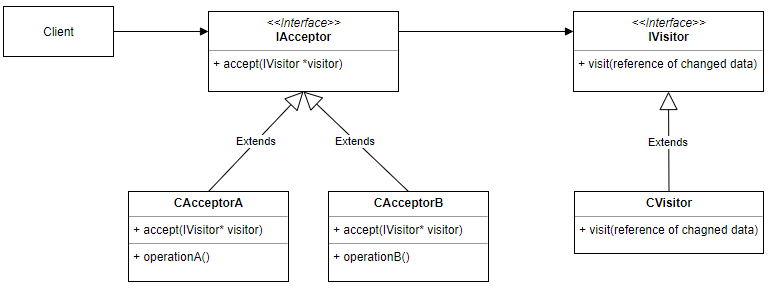 Client
<<Interface>>
IAcceptor
+ accept(IVisitor *visitor)
<<Interface>>
IVisitor
+ visit(reference of changed data)
Extends
Extends
Extends
CAcceptorA
+ accept(IVisitor* visitor)
+ operationA()
CAcceptorB
+ accept(IVisitor* visitor)
+ operationB()
CVisitor
+ visit(reference of chagned data)